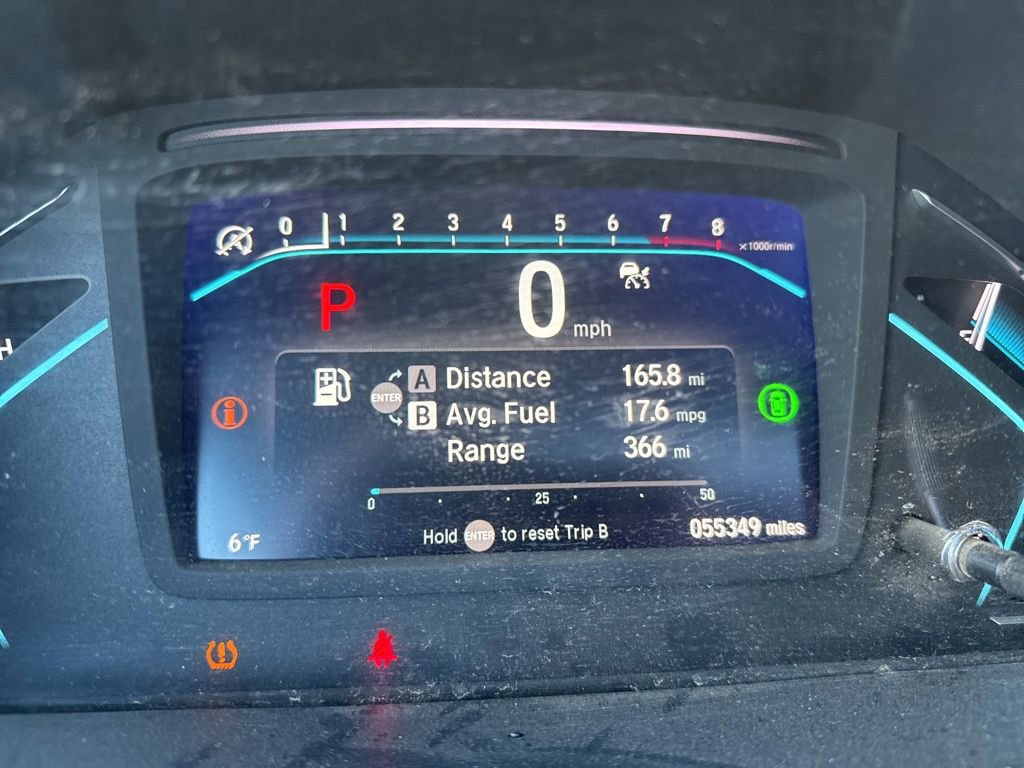 0 1 2 3 4 5 6 7 8
x1000r/min
P 0 mph
A Distance 165.8 mi
ENTER
B Avg. Fuel 17.6 mpg
Range 366 mi
0 25 50
Hold ENTER to reset Trip B
055349 miles
6°F
H